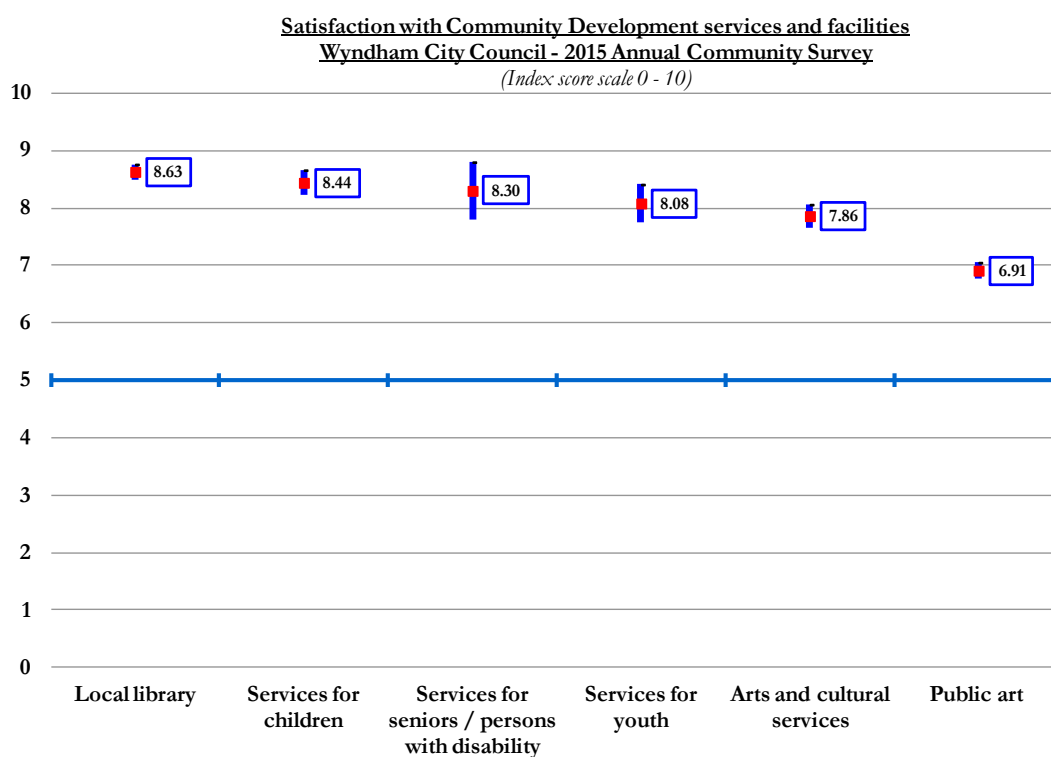 Satisfaction with Community Development services and facilities
Wyndham City Council - 2015 Annual Community Survey
(Index score scale 0 - 10)
10
9
8
7
6
5
4
3
2
1
0
8.63
8.44
8.30
8.08
7.86
6.91
Local library
Services for
children
Services for
seniors / persons
with disability
Services for
youth
Arts and cultural
services
Public art